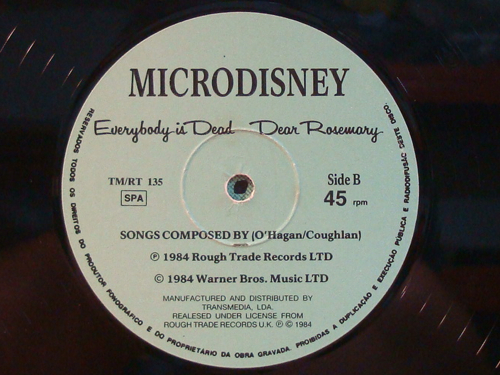 MICRODISNEY
Everybody is Dead Dear Rosemary
TM/RT 135
SPA
Side B
45 rpm
SONGS COMPOSED BY (O'Hagan/Coughlan)
℗ 1984 Rough Trade Records LTD
© 1984 Warner Bros. Music LTD
MANUFACTURED AND DISTRIBUTED BY
TRANSMEDIA, LDA.
REALESED UNDER LICENSE FROM
ROUGH TRADE RECORDS U.K. ℗ © 1984
RESERVADOS TODOS OS DIREITOS DO PRODUTOR FONOGRAFICO E DO PROPRIETÁRIO DA OBRA GRAVADA. PROIBIDAS A DUPLICAÇÃO E EXECUÇÃO PÚBLICA E RADIODIFUSÃO DESTE DISCO.